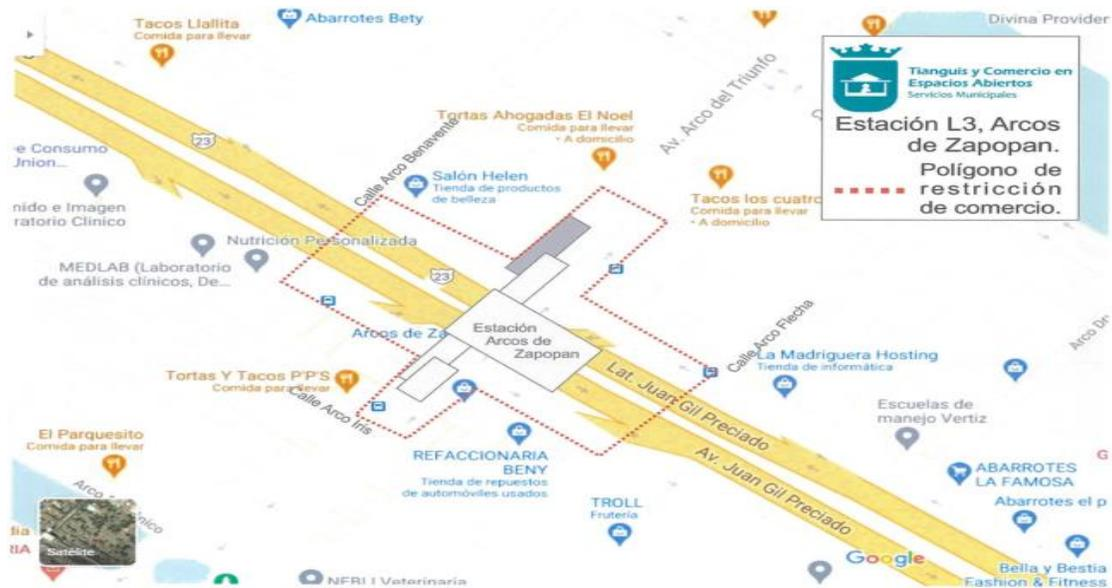 Tacos Llallita
Comida para llevar
Abarrotes Bety
Divina Provider
Tianguis y Comercio en
Espacios Abiertos
Servicios Municipales
Estación L3, Arcos
de Zapopan.
Polígono de
restricción
de comercio.
Av. Arco del Triunfo
Tortas Ahogadas El Noel
Comida para llevar
· A domicilio
23
Calle Arco Benavente
e Consumo
Union...
Salón Helen
Tienda de productos
de belleza
Tacos los cuatro
Comida para llevar
· A domicilio
nido e Imagen
ratorio Clínico
Nutrición Personalizada
MEDLAB (Laboratorio
de análisis clínicos, De...
23
Estación
Arcos de
Zapopan
Arcos de Za
Calle Arco Flecha
Arco Dr
La Madriguera Hosting
Tienda de informática
Tortas Y Tacos P'P'S
Comida para llevar
Calle Arco Iris
Lat. Juan Gil Preciado
Av. Juan Gil Preciado
Escuelas de
manejo Vertiz
El Parquesito
Comida para llevar
REFACCIONARIA
BENY
Tienda de repuestos
de automóviles usados
G
ABARROTES
LA FAMOSA
Abarrotes el p
TROLL
Frutería
Satélite
Google
Bella y Bestia
Fashion & Fitness